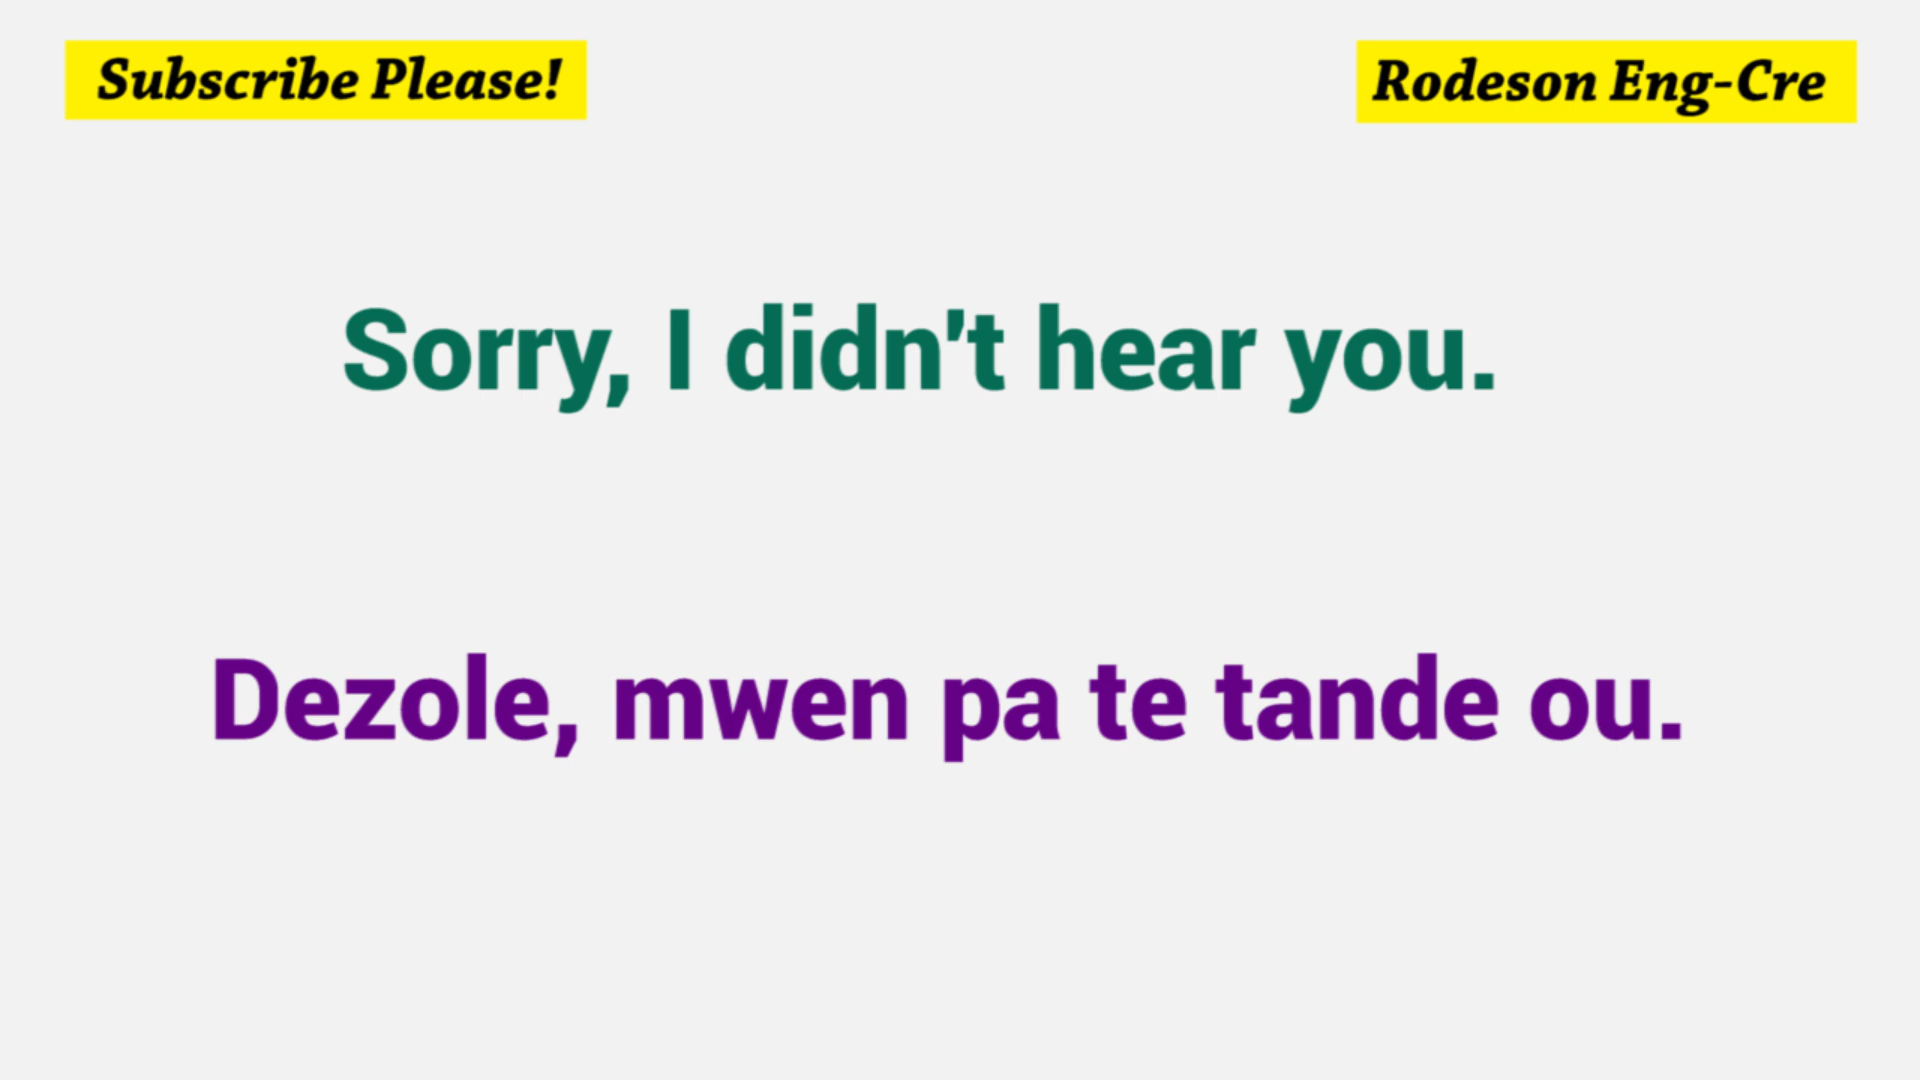 Subscribe Please!
Rodeson Eng-Cre
Sorry, I didn't hear you.
Dezole, mwen pa te tande ou.